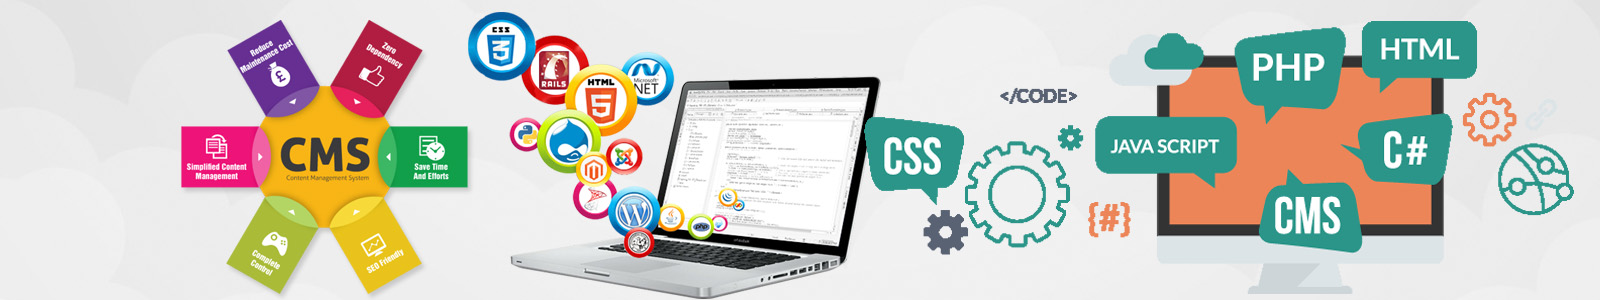 Reduce
Maintenance Cost
£
Zero
Dependency
Simplified Content
Management
CMS
Content Management System
Save Time
And Efforts
Complete
Control
SEO Friendly
CSS
3
RAILS
HTML
5
Microsoft
.NET
W
php
</CODE>
CSS
{#}
JAVA SCRIPT
PHP
HTML
C#
CMS